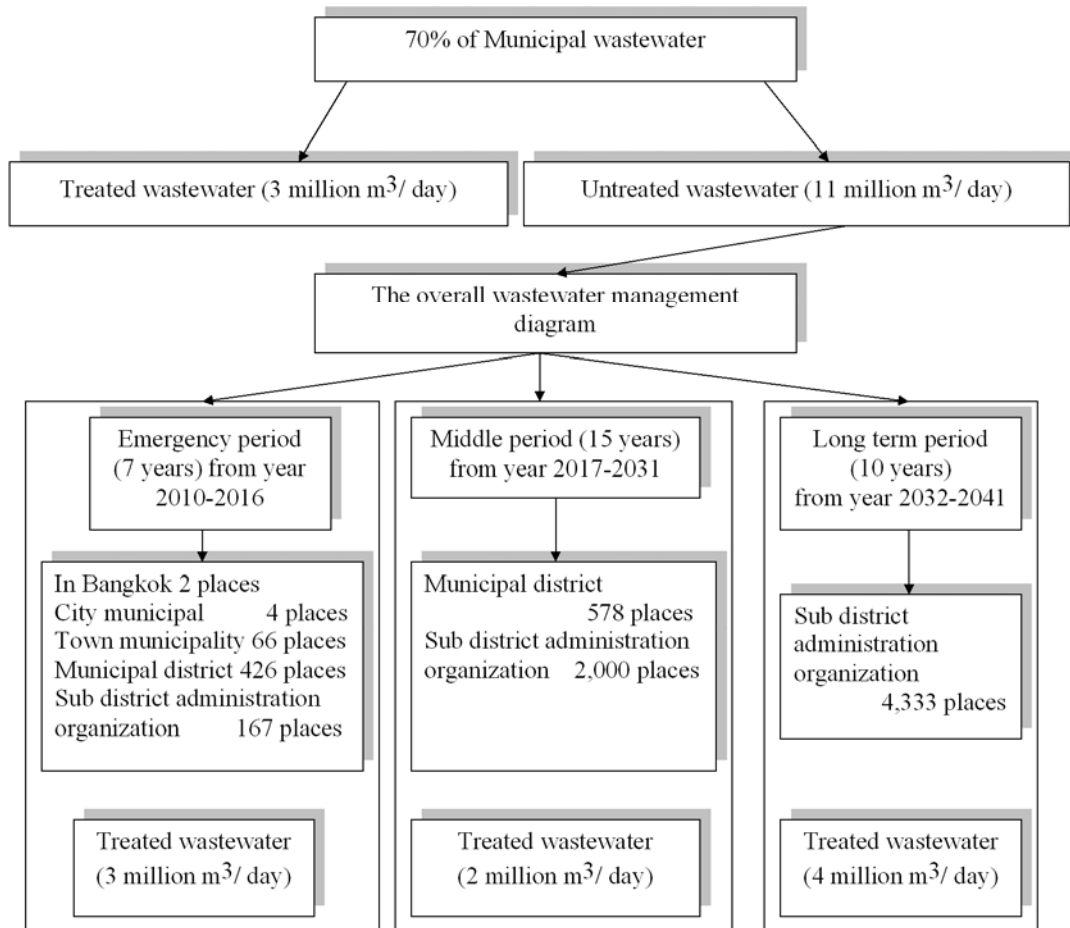 70% of Municipal wastewater
Treated wastewater (3 million m³/ day)
Untreated wastewater (11 million m³/ day)
The overall wastewater management
diagram
Emergency period
(7 years) from year
2010-2016
Middle period (15 years)
from year 2017-2031
Long term period
(10 years)
from year 2032-2041
In Bangkok 2 places
City municipal 4 places
Town municipality 66 places
Municipal district 426 places
Sub district administration
organization 167 places
Municipal district
578 places
Sub district administration
organization 2,000 places
Sub district
administration
organization
4,333 places
Treated wastewater
(3 million m³/ day)
Treated wastewater
(2 million m³/ day)
Treated wastewater
(4 million m³/ day)